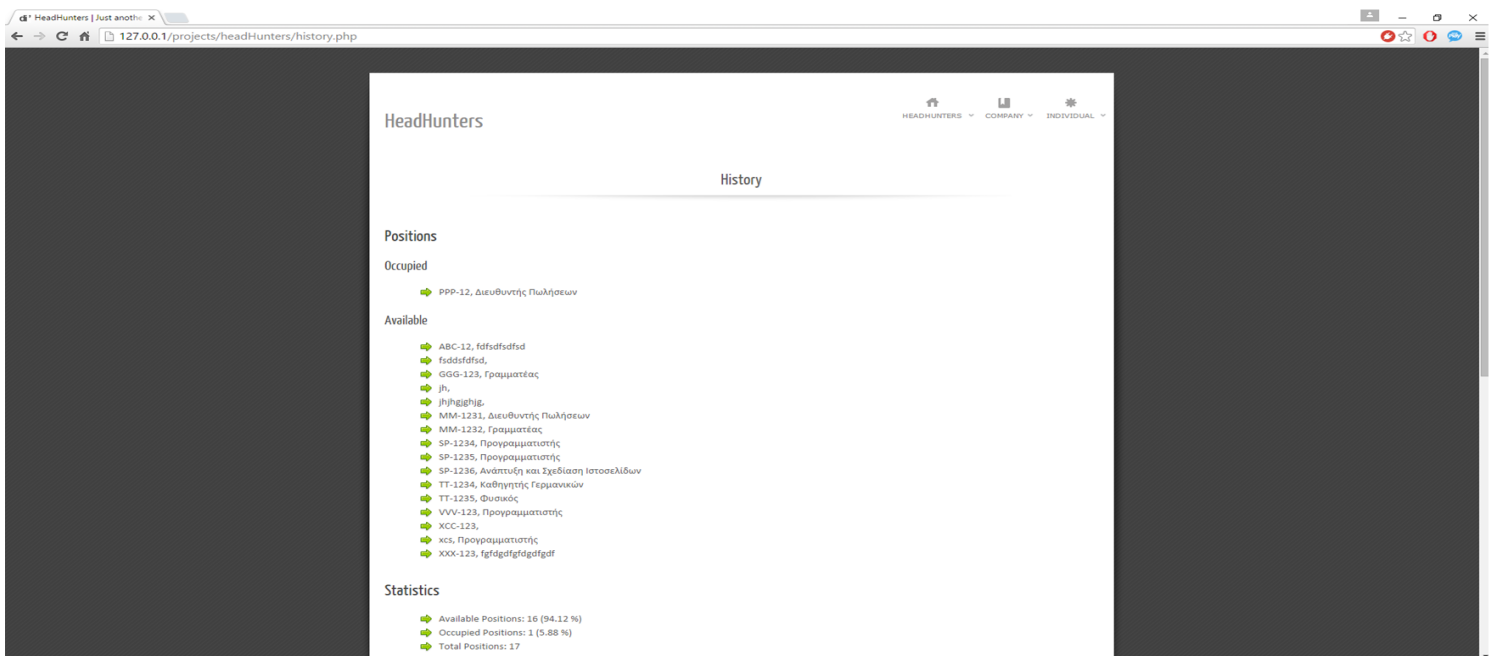 HeadHunters | Just anothe
127.0.0.1/projects/headHunters/history.php
HeadHunters
HEADHUNTERS COMPANY INDIVIDUAL
History
Positions
Occupied
PPP-12, Διευθυντής Πωλήσεων
Available
ABC-12, fdfsdfsdfsd
fsddsfdfsd,
GGG-123, Γραμματέας
jh,
jhjhgjghjg,
MM-1231, Διευθυντής Πωλήσεων
MM-1232, Γραμματέας
SP-1234, Προγραμματιστής
SP-1235, Προγραμματιστής
SP-1236, Ανάπτυξη και Σχεδίαση Ιστοσελίδων
TT-1234, Καθηγητής Γερμανικών
TT-1235, Φυσικός
VVV-123, Προγραμματιστής
XCC-123,
xcs, Προγραμματιστής
XXX-123, fgfdgdfgfdgdfgdf
Statistics
Available Positions: 16 (94.12 %)
Occupied Positions: 1 (5.88 %)
Total Positions: 17